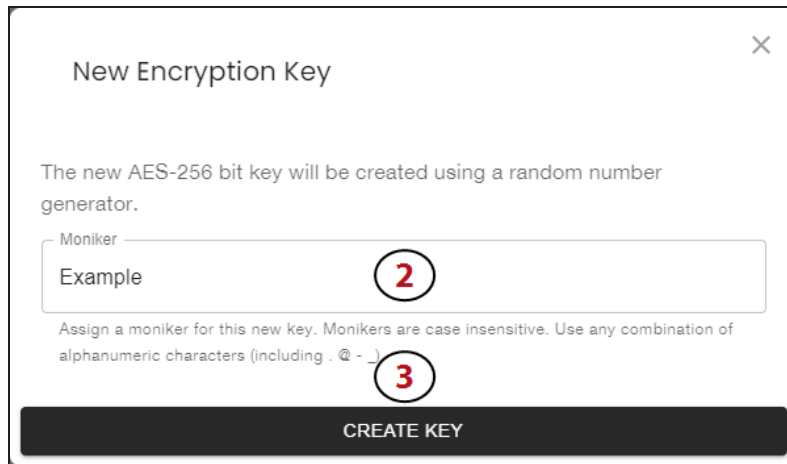 New Encryption Key
The new AES-256 bit key will be created using a random number
generator.
Moniker
Example
2
Assign a moniker for this new key. Monikers are case insensitive. Use any combination of
alphanumeric characters (including . @ - _)
3
CREATE KEY